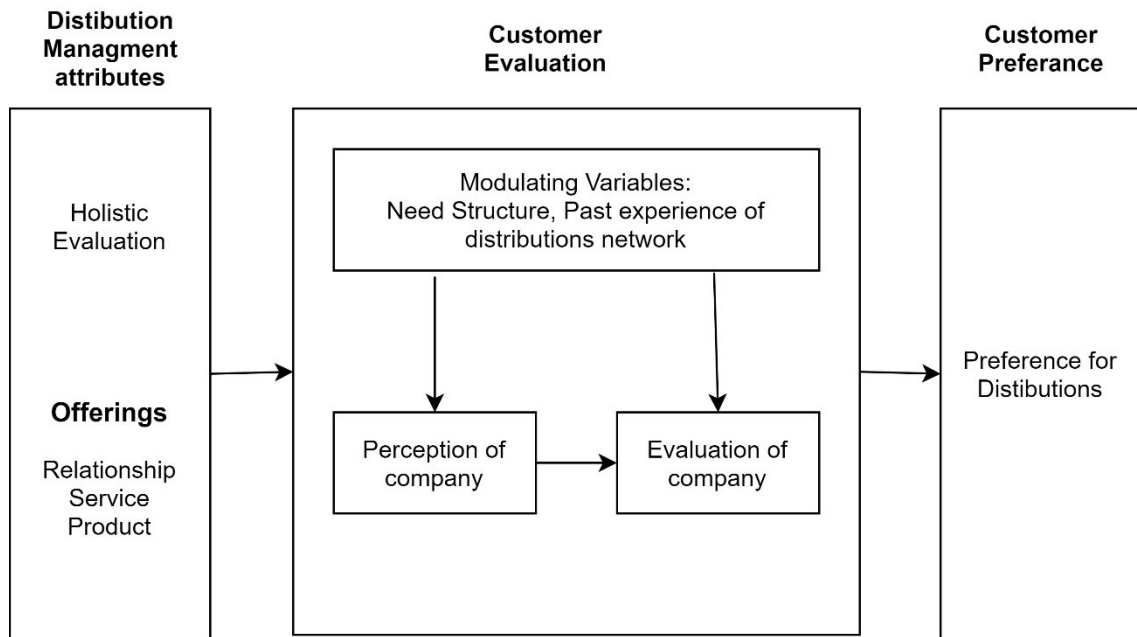 Distibution
Managment
attributes
Customer
Evaluation
Customer
Preferance
Holistic
Evaluation
Offerings
Relationship
Service
Product
Modulating Variables:
Need Structure, Past experience of
distributions network
Perception of
company
Evaluation of
company
Preference for
Distibutions